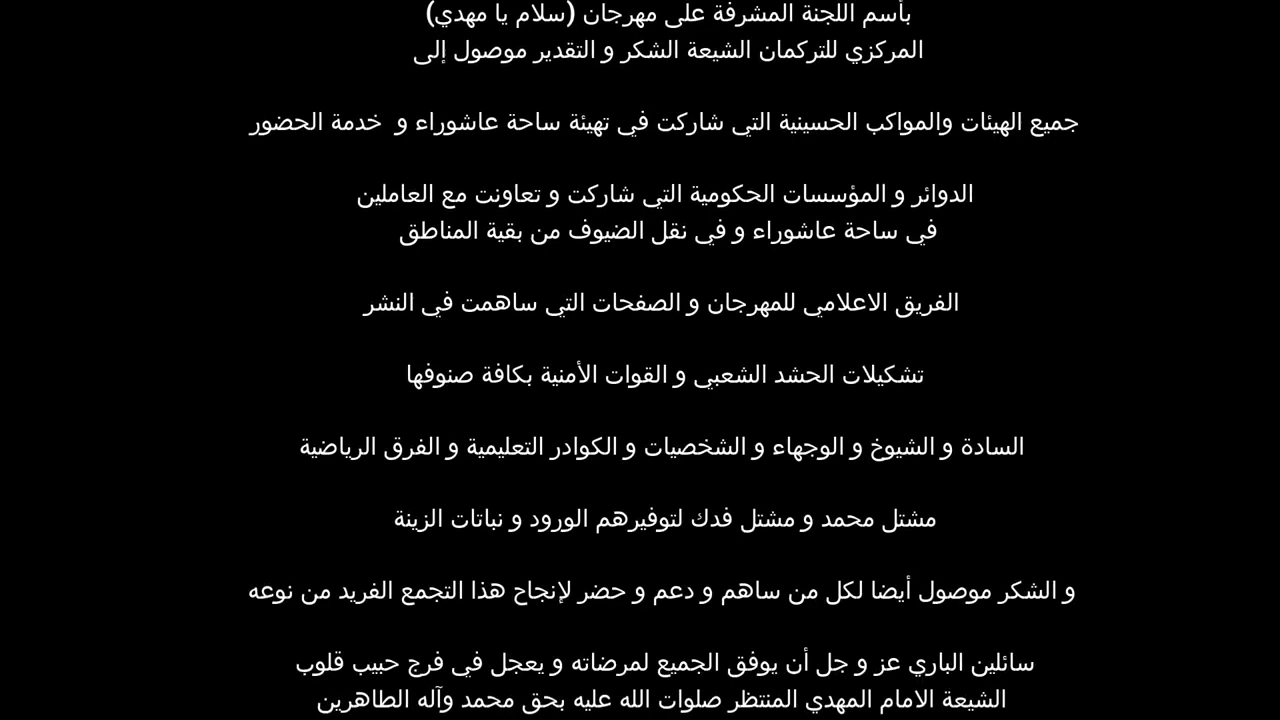 بأسم اللجنة المشرفة على مهرجان (سلام يا مهدي)
المركزي للتركمان الشيعة الشكر و التقدير موصول إلى
جميع الهيئات والمواكب الحسينية التي شاركت في تهيئة ساحة عاشوراء و خدمة الحضور
الدوائر و المؤسسات الحكومية التي شاركت و تعاونت مع العاملين
في ساحة عاشوراء و في نقل الضيوف من بقية المناطق
الفريق الاعلامي للمهرجان و الصفحات التي ساهمت في النشر
تشكيلات الحشد الشعبي و القوات الأمنية بكافة صنوفها
السادة و الشيوخ و الوجهاء و الشخصيات و الكوادر التعليمية و الفرق الرياضية
مشتل محمد و مشتل فدك لتوفيرهم الورود و نباتات الزينة
و الشكر موصول أيضا لكل من ساهم و دعم و حضر لإنجاح هذا التجمع الفريد من نوعه
سائلين الباري عز و جل أن يوفق الجميع لمرضاته و يعجل في فرج حبيب قلوب
الشيعة الامام المهدي المنتظر صلوات الله عليه بحق محمد وآله الطاهرين